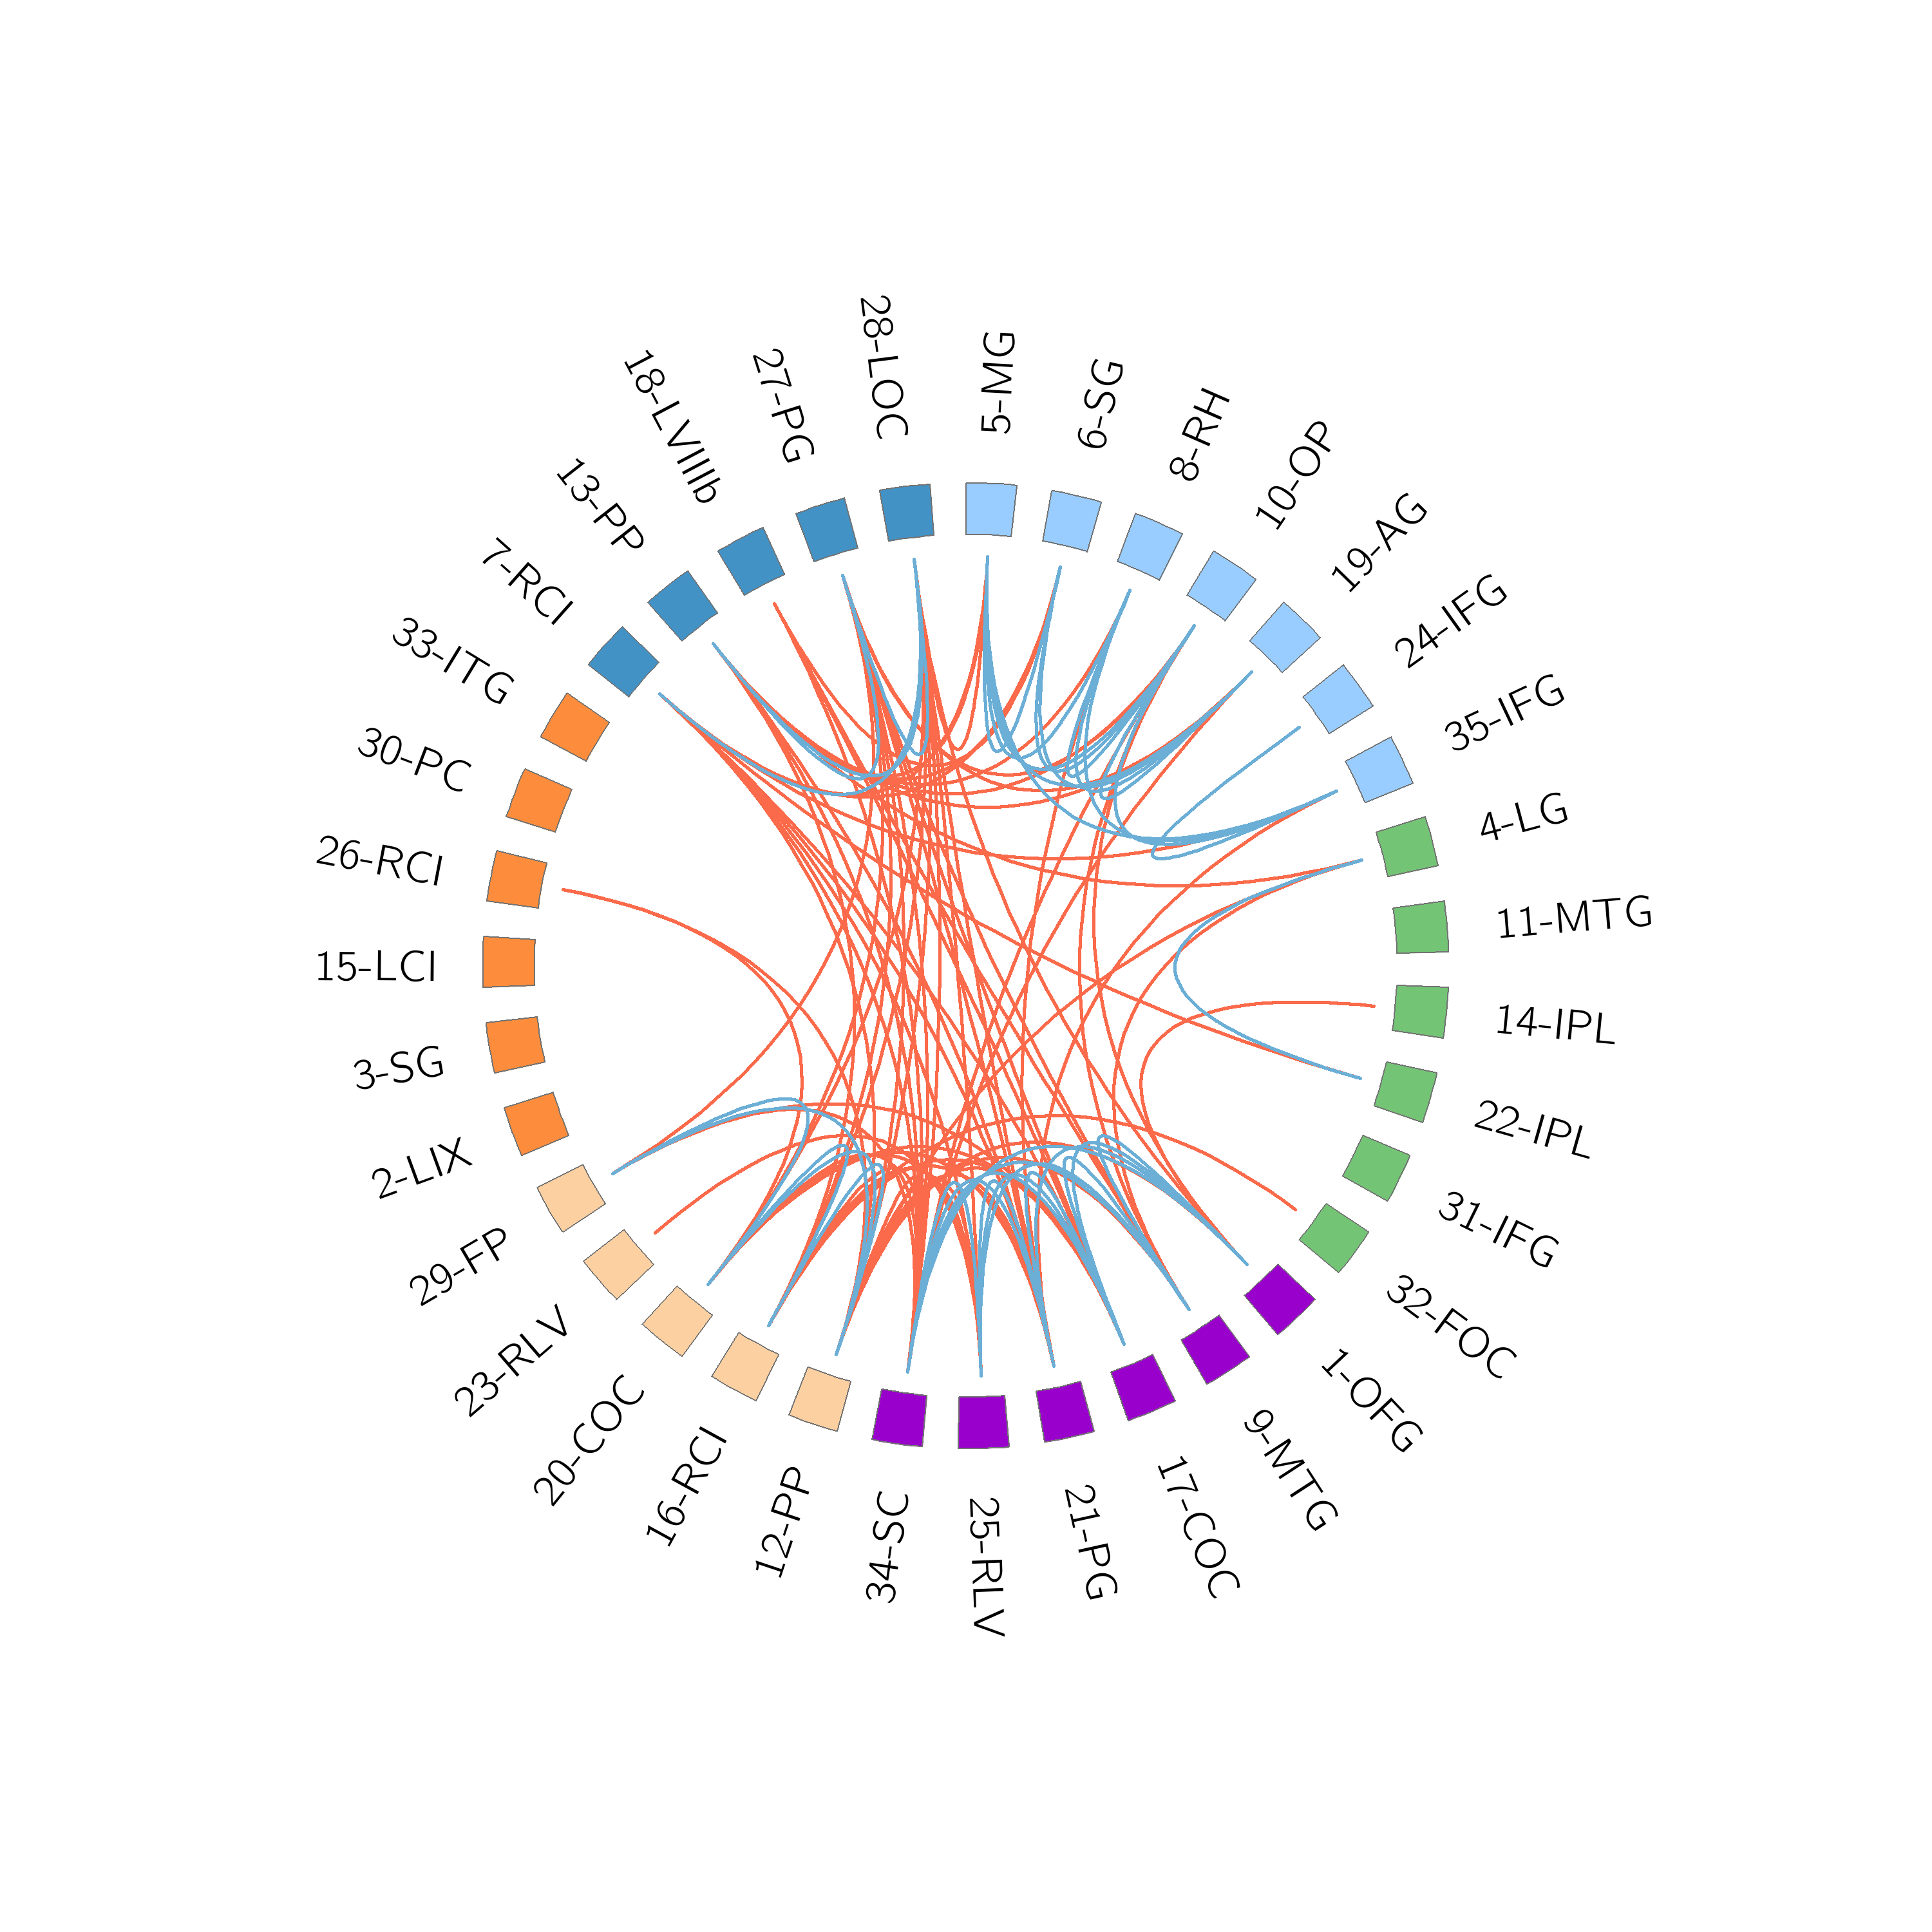 28-LOC
5-MG
6-SG
8-RH
10-OP
19-AG
24-IFG
35-IFG
4-LG
11-MTG
14-IPL
22-IPL
31-IFG
32-FOC
1-OFG
9-MTG
17-COC
21-PG
25-RLV
34-SC
12-PP
16-RCI
20-COC
23-RLV
29-FP
2-LIX
3-SG
15-LCI
26-RCI
30-PC
33-ITG
7-RCI
13-PP
18-LVIIIb
27-PG